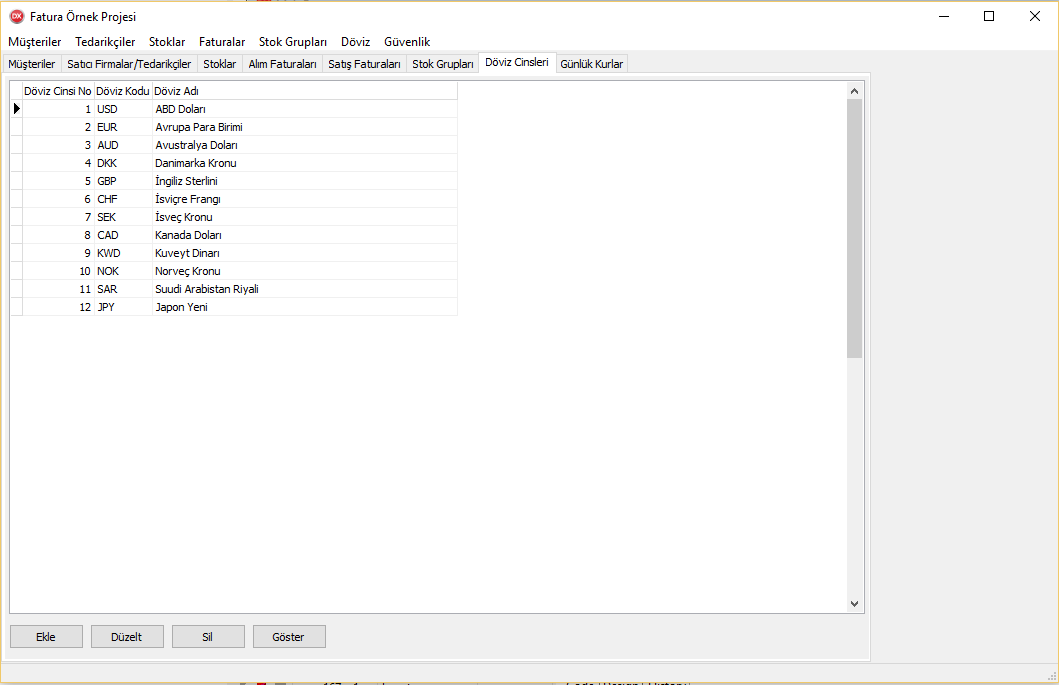 Fatura Örnek Projesi
Müşteriler Tedarikçiler Stoklar Faturalar Stok Grupları Döviz Güvenlik
Müşteriler Satıcı Firmalar/Tedarikçiler Stoklar Alım Faturaları Satış Faturaları Stok Grupları Döviz Cinsleri Günlük Kurlar
Döviz Cinsi No Döviz Kodu Döviz Adı
1 USD ABD Doları
2 EUR Avrupa Para Birimi
3 AUD Avustralya Doları
4 DKK Danimarka Kronu
5 GBP İngiliz Sterlini
6 CHF İsviçre Frangı
7 SEK İsveç Kronu
8 CAD Kanada Doları
9 KWD Kuveyt Dinarı
10 NOK Norveç Kronu
11 SAR Suudi Arabistan Riyali
12 JPY Japon Yeni
Ekle Düzelt Sil Göster